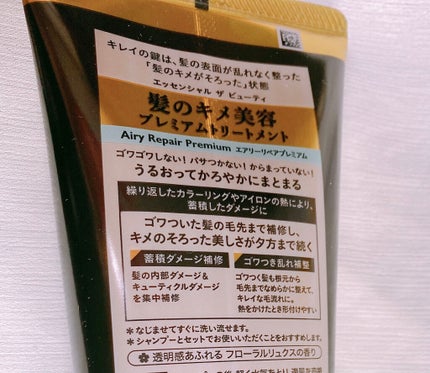 キレイの鍵は、髪の表面が乱れなく整った
「髪のキメがそろった」状態
エッセンシャル ザ ビューティ
髪のキメ美容
プレミアムトリートメント
Airy Repair Premium エアリーリペアプレミアム
ゴワゴワしない！パサつかない！からまっていない！
うるおってかろやかにまとまる
繰り返したカラーリングやアイロンの熱により、
蓄積したダメージに
ゴワついた髪の毛先まで補修し、
キメのそろった美しさが夕方まで続く
蓄積ダメージ補修
髪の内部ダメージ&
キューティクルダメージ
を集中補修
ゴワつき乱れ補整
ゴワつく髪も根元から
毛先までなめらかに整えて、
キレイな毛流れに。
熱をかけたとき形付けやすい
＊なじませてすぐに洗い流せます。
＊シャンプーとセットでお使いいただくことをおすすめします。
透明感あふれる フローラルリュクスの香り